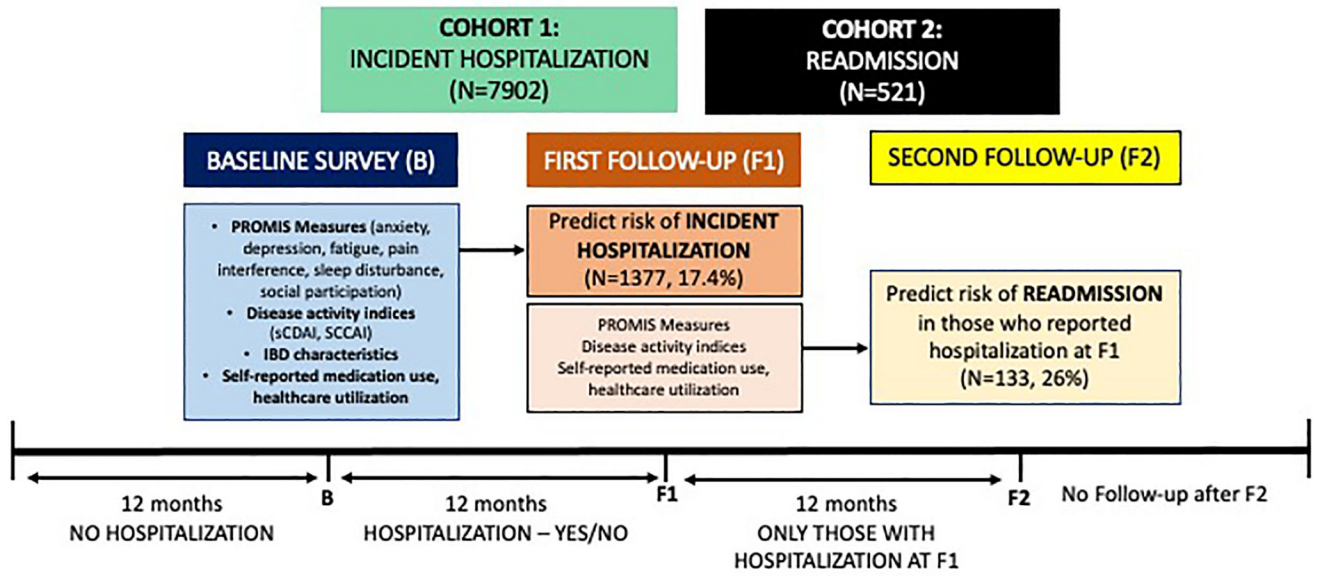 COHORT 1:
INCIDENT HOSPITALIZATION
(N=7902)
COHORT 2:
READMISSION
(N=521)
BASELINE SURVEY (B)
FIRST FOLLOW-UP (F1)
SECOND FOLLOW-UP (F2)
• PROMIS Measures (anxiety,
depression, fatigue, pain
interference, sleep disturbance,
social participation)
• Disease activity indices
(sCDAI, SCCAI)
• IBD characteristics
• Self-reported medication use,
healthcare utilization
Predict risk of INCIDENT
HOSPITALIZATION
(N=1377, 17.4%)
PROMIS Measures
Disease activity indices
Self-reported medication use,
healthcare utilization
Predict risk of READMISSION
in those who reported
hospitalization at F1
(N=133, 26%)
12 months
NO HOSPITALIZATION
B
12 months
HOSPITALIZATION – YES/NO
F1
12 months
ONLY THOSE WITH
HOSPITALIZATION AT F1
F2
No Follow-up after F2